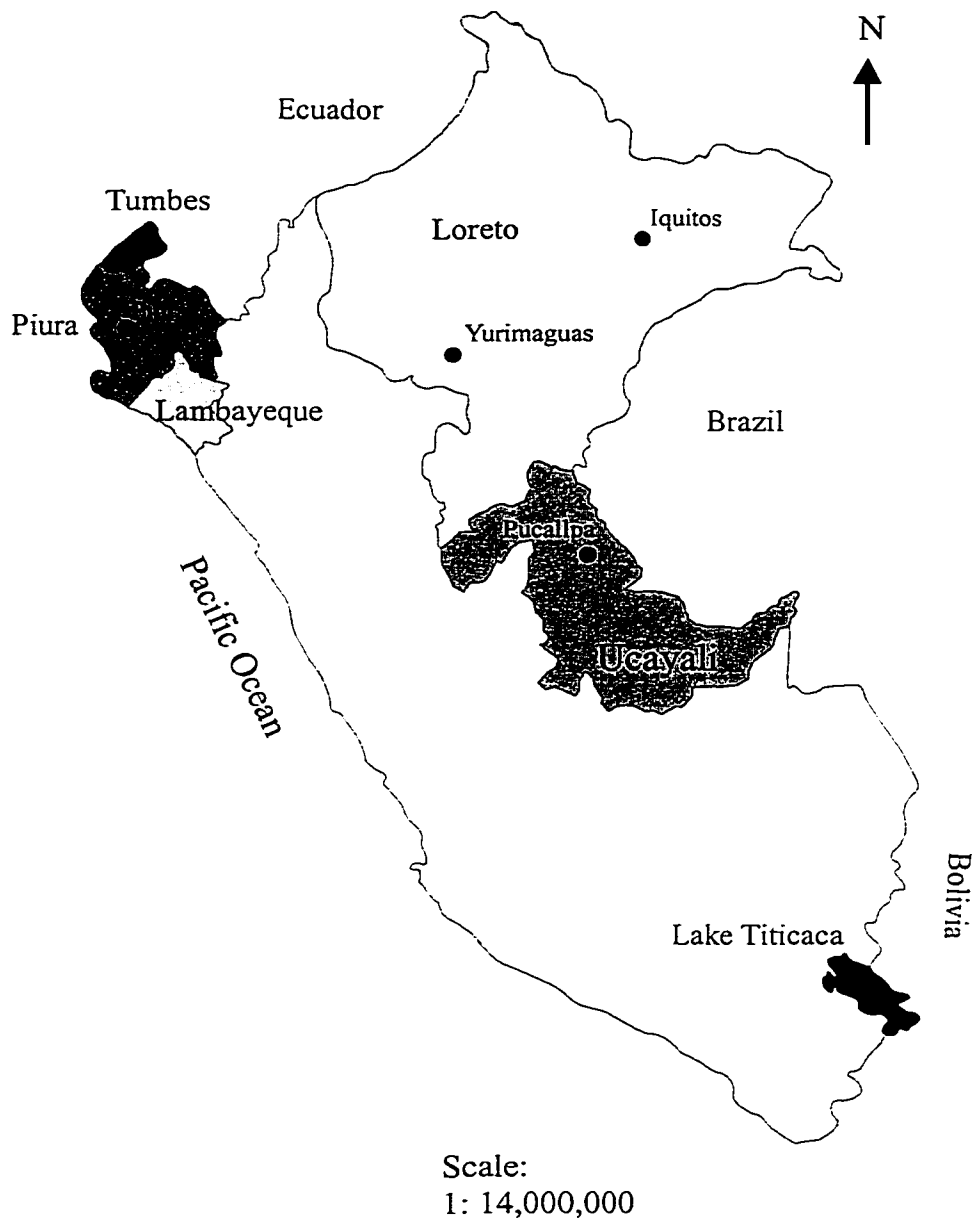 N
Ecuador
Tumbes
Loreto
Iquitos
Piura
Yurimaguas
Lambayeque
Brazil
Pucallpa
Pacific Ocean
Ucayali
Bolivia
Lake Titicaca
Scale:
1: 14,000,000